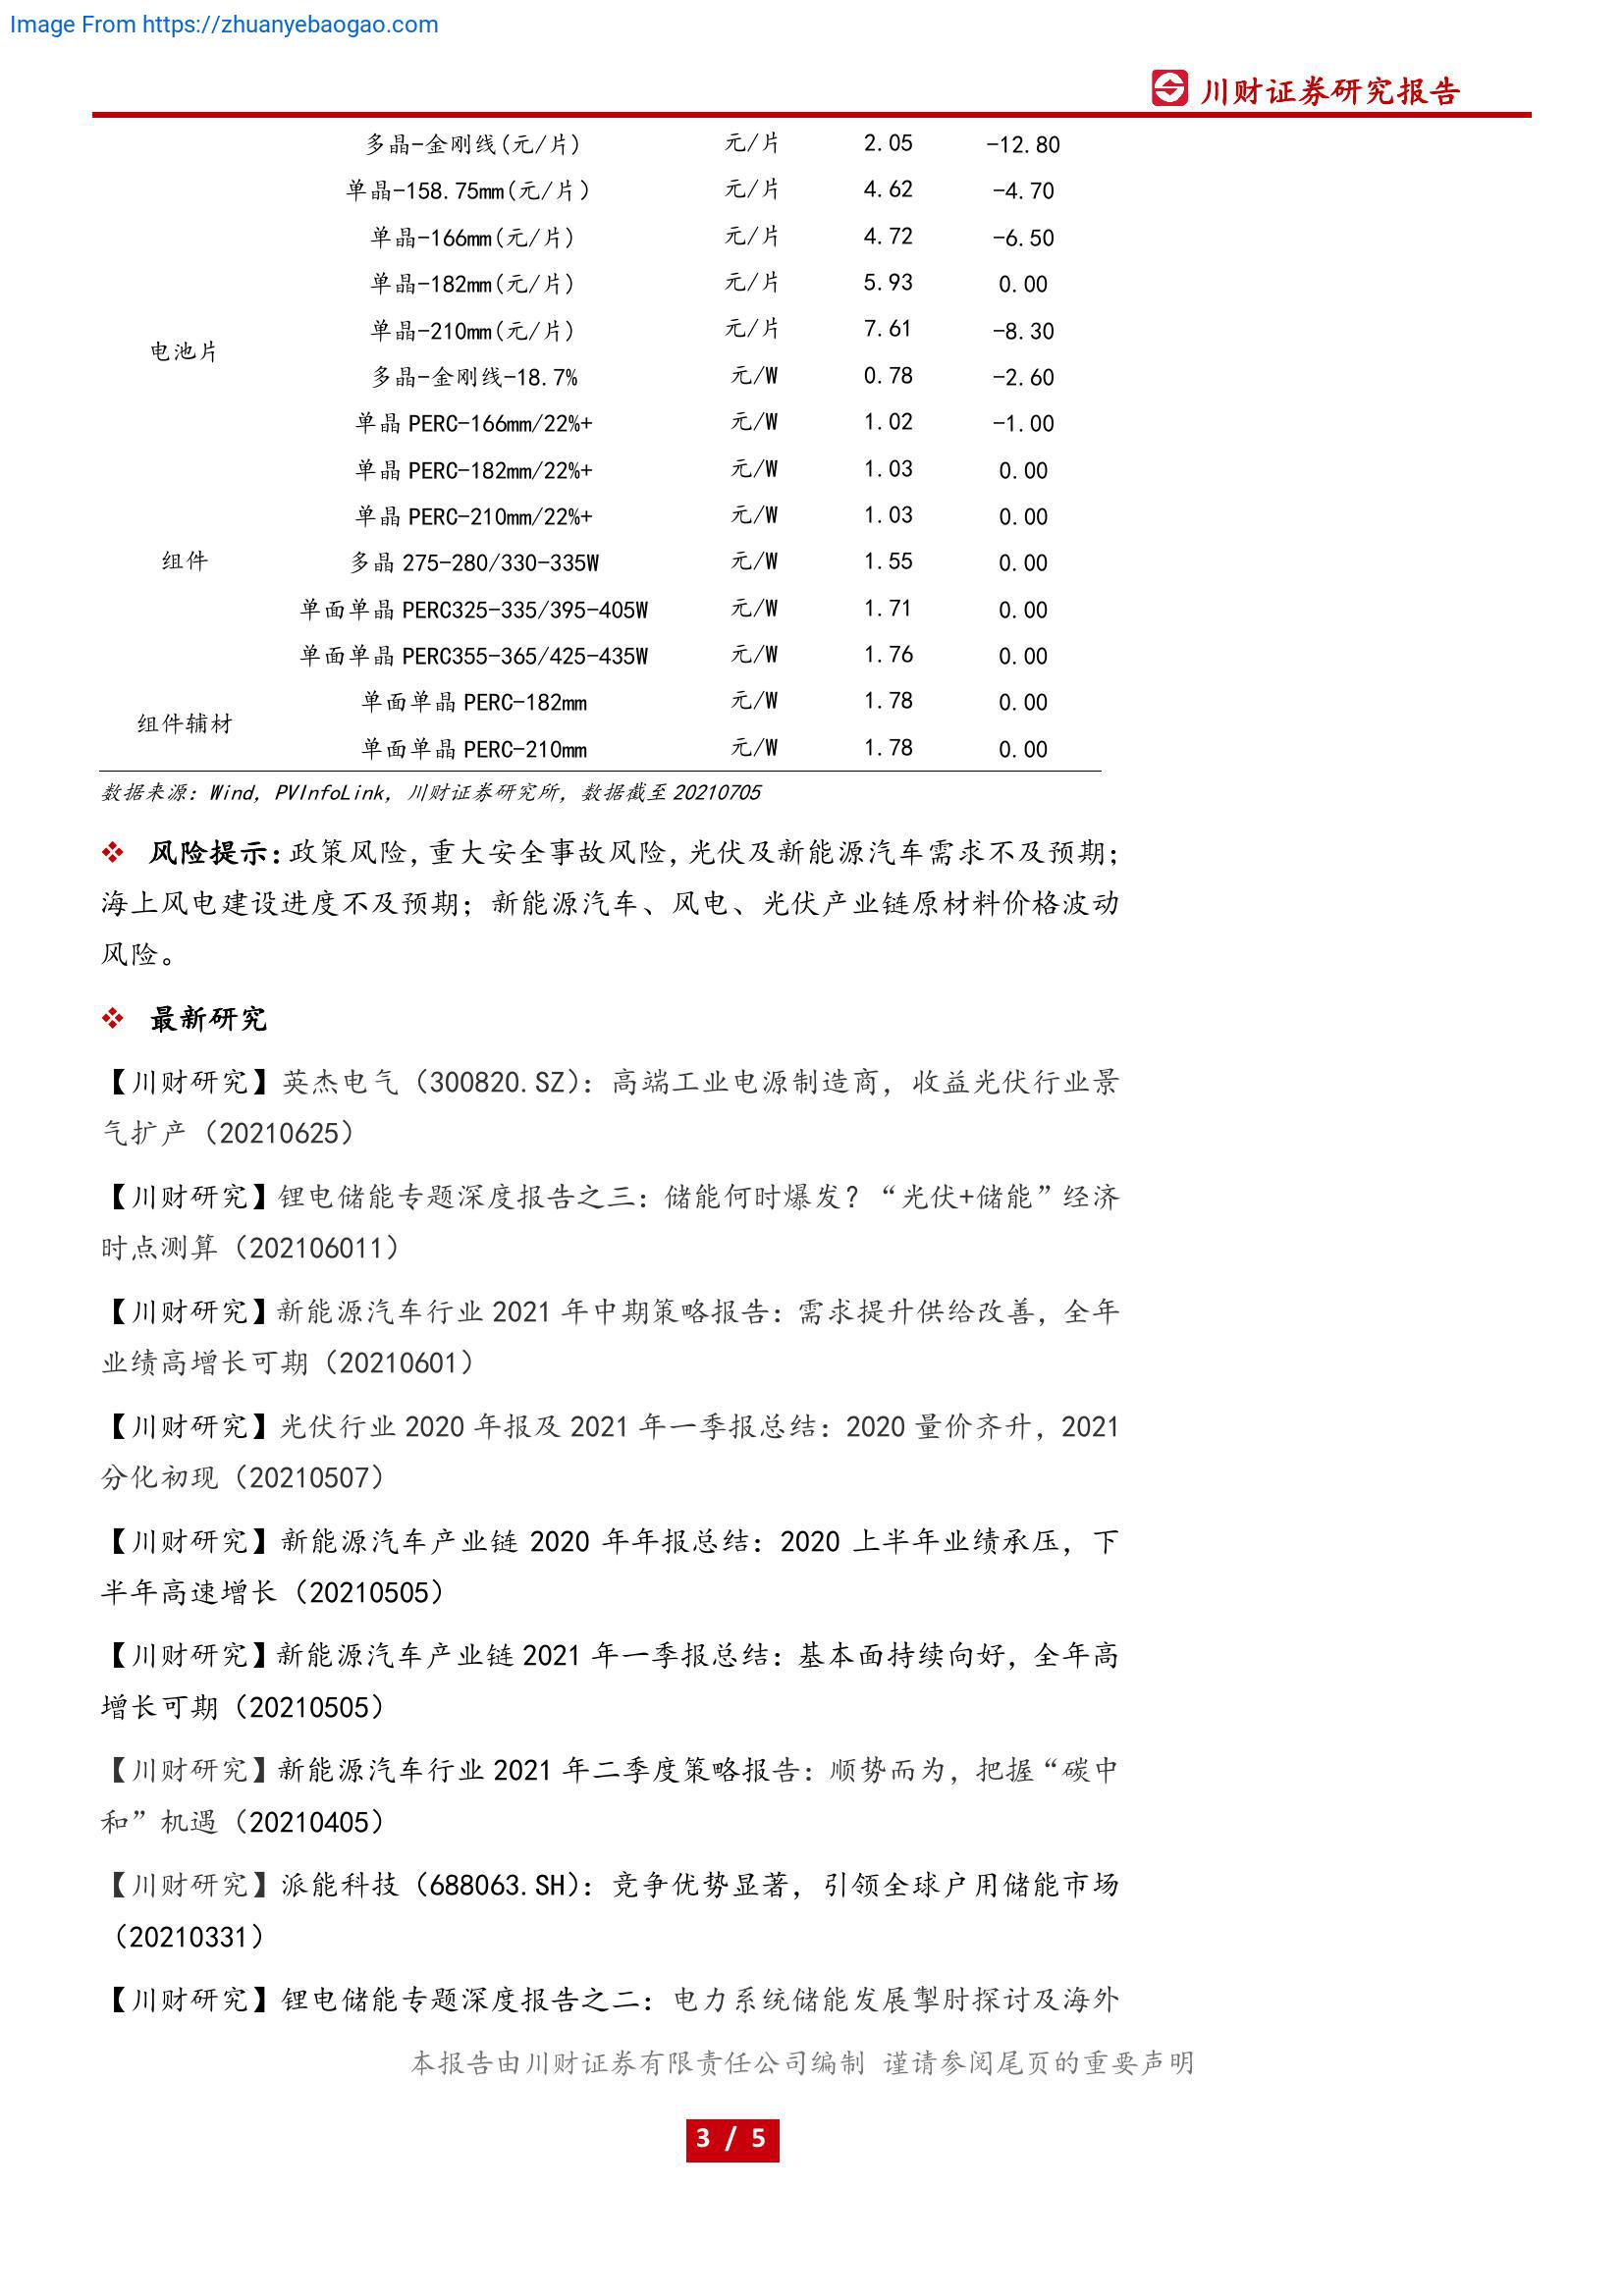 Image From https://zhuanyebaogao.com
川财证券研究报告
多晶-金刚线(元/片) 元/片 2.05 -12.80
单晶-158.75mm(元/片) 元/片 4.62 -4.70
单晶-166mm(元/片) 元/片 4.72 -6.50
单晶-182mm(元/片) 元/片 5.93 0.00
单晶-210mm(元/片) 元/片 7.61 -8.30
电池片
多晶-金刚线-18.7% 元/W 0.78 -2.60
单晶 PERC-166mm/22%+ 元/W 1.02 -1.00
单晶 PERC-182mm/22%+ 元/W 1.03 0.00
单晶 PERC-210mm/22%+ 元/W 1.03 0.00
组件 多晶 275-280/330-335W 元/W 1.55 0.00
单面单晶 PERC325-335/395-405W 元/W 1.71 0.00
单面单晶 PERC355-365/425-435W 元/W 1.76 0.00
单面单晶 PERC-182mm 元/W 1.78 0.00
组件辅材
单面单晶 PERC-210mm 元/W 1.78 0.00
数据来源：Wind，PVInfoLink，川财证券研究所，数据截至 20210705
❖ 风险提示：政策风险，重大安全事故风险，光伏及新能源汽车需求不及预期；
海上风电建设进度不及预期；新能源汽车、风电、光伏产业链原材料价格波动
风险。
❖ 最新研究
【川财研究】英杰电气（300820.SZ）：高端工业电源制造商，收益光伏行业景
气扩产（20210625）
【川财研究】锂电储能专题深度报告之三：储能何时爆发？“光伏+储能”经济
时点测算（202106011）
【川财研究】新能源汽车行业 2021 年中期策略报告：需求提升供给改善，全年
业绩高增长可期（20210601）
【川财研究】光伏行业 2020 年报及 2021 年一季报总结：2020 量价齐升，2021
分化初现（20210507）
【川财研究】新能源汽车产业链 2020 年年报总结：2020 上半年业绩承压，下
半年高速增长（20210505）
【川财研究】新能源汽车产业链 2021 年一季报总结：基本面持续向好，全年高
增长可期（20210505）
【川财研究】新能源汽车行业 2021 年二季度策略报告：顺势而为，把握“碳中
和”机遇（20210405）
【川财研究】派能科技（688063.SH）：竞争优势显著，引领全球户用储能市场
（20210331）
【川财研究】锂电储能专题深度报告之二：电力系统储能发展掣肘探讨及海外
本报告由川财证券有限责任公司编制 谨请参阅尾页的重要声明
3 / 5